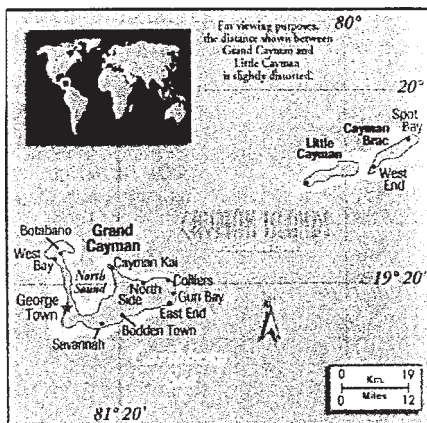 For viewing purposes,
the distance shown between
Grand Cayman and
Little Cayman
is slightly distorted.
80°
20°
Spot
Bay
Cayman
Brac
Little
Cayman
West
End
CAYMAN ISLANDS
Botabano
Grand
Cayman
West
Bay
Cayman Kai
North
Sound
North
Side
Colliers
Gun Bay
19° 20'
George
Town
East End
Bodden Town
Savannah
81° 20'
0 19
Km.
0 Miles 12